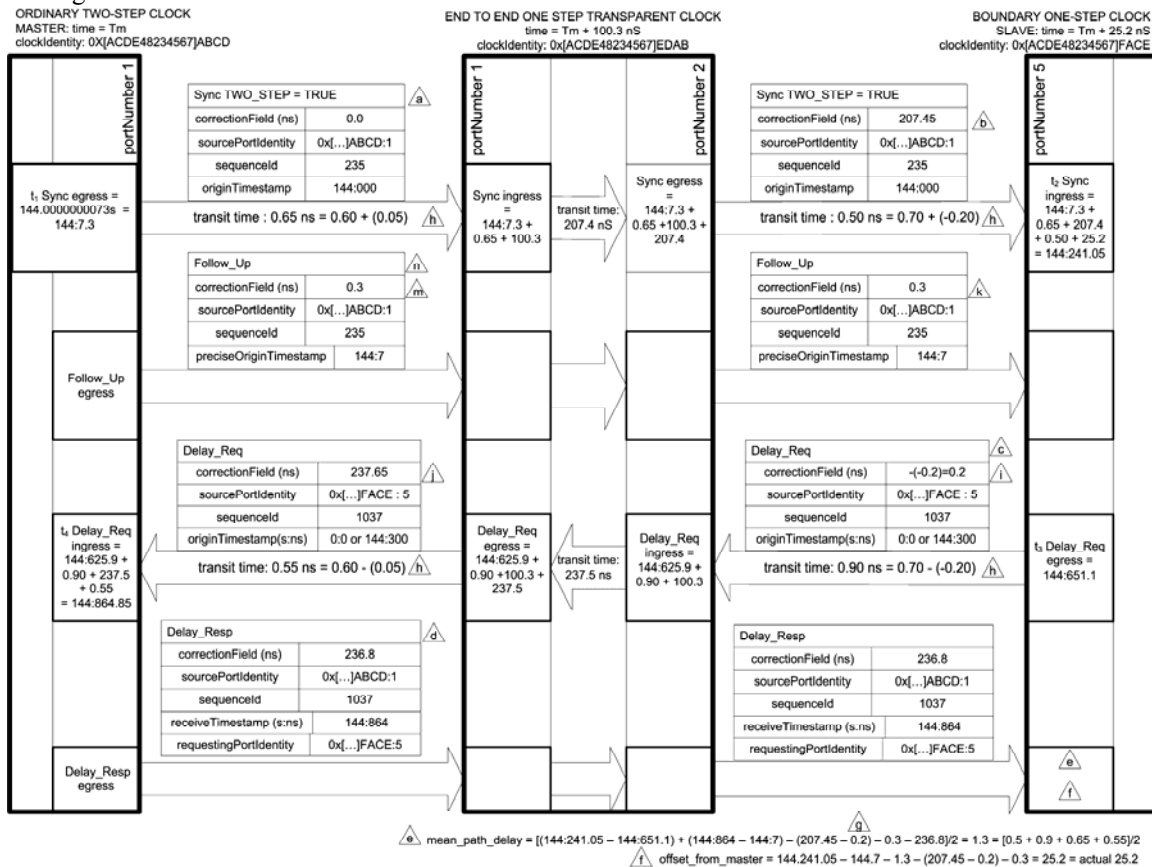 ORDINARY TWO-STEP CLOCK
MASTER: time = Tm
clockIdentity: 0X[ACDE48234567]ABCD
END TO END ONE STEP TRANSPARENT CLOCK
time = Tm + 100.3 nS
clockIdentity: 0x[ACDE48234567]EDAB
BOUNDARY ONE-STEP CLOCK
SLAVE: time = Tm + 25.2 nS
clockIdentity: 0x[ACDE48234567]FACE
portNumber 1
portNumber 1
portNumber 2
portNumber 5
Sync TWO_STEP = TRUE
a
correctionField (ns) 0.0
sourcePortIdentity 0x[...]ABCD:1
sequenceId 235
originTimestamp 144:000
Sync TWO_STEP = TRUE
b
correctionField (ns) 207.45
sourcePortIdentity 0x[...]ABCD:1
sequenceId 235
originTimestamp 144:000
t₁ Sync egress =
144.0000000073s =
144:7.3
transit time : 0.65 ns = 0.60 + (0.05) h
Sync ingress
=
144:7.3 +
0.65 + 100.3
transit time:
207.4 nS
Sync egress
=
144:7.3 +
0.65 +100.3 +
207.4
transit time : 0.50 ns = 0.70 + (-0.20) h
t₂ Sync
ingress =
144:7.3 +
0.65 + 207.4
+ 0.50 + 25.2
= 144:241.05
Follow_Up
n
correctionField (ns) 0.3
m
sourcePortIdentity 0x[...]ABCD:1
sequenceId 235
preciseOriginTimestamp 144:7
Follow_Up
correctionField (ns) 0.3
k
sourcePortIdentity 0x[...]ABCD:1
sequenceId 235
preciseOriginTimestamp 144:7
Follow_Up
egress
Delay_Req
correctionField (ns) 237.65
j
sourcePortIdentity 0x[...]FACE : 5
sequenceId 1037
originTimestamp(s:ns) 0:0 or 144:300
Delay_Req
c
correctionField (ns) -(-0.2)=0.2
i
sourcePortIdentity 0x[...]FACE : 5
sequenceId 1037
originTimestamp(s:ns) 0:0 or 144:300
t₄ Delay_Req
ingress =
144:625.9 +
0.90 + 237.5
+ 0.55
= 144:864.85
transit time: 0.55 ns = 0.60 - (0.05) h
Delay_Req
egress =
144:625.9 +
0.90 +100.3 +
237.5
transit time:
237.5 ns
Delay_Req
ingress =
144:625.9 +
0.90 + 100.3
transit time: 0.90 ns = 0.70 - (-0.20) h
t₃ Delay_Req
egress =
144:651.1
Delay_Resp
d
correctionField (ns) 236.8
sourcePortIdentity 0x[...]ABCD:1
sequenceId 1037
receiveTimestamp (s:ns) 144:864
requestingPortIdentity 0x[...]FACE:5
Delay_Resp
correctionField (ns) 236.8
sourcePortIdentity 0x[...]ABCD:1
sequenceId 1037
receiveTimestamp (s:ns) 144:864
requestingPortIdentity 0x[...]FACE:5
Delay_Resp
egress
e
f
g
e mean_path_delay = [(144:241.05 – 144:651.1) + (144:864 – 144:7) – (207.45 – 0.2) – 0.3 – 236.8]/2 = 1.3 = [0.5 + 0.9 + 0.65 + 0.55]/2
f offset_from_master = 144.241.05 – 144.7 – 1.3 – (207.45 – 0.2) – 0.3 = 25.2 = actual 25.2